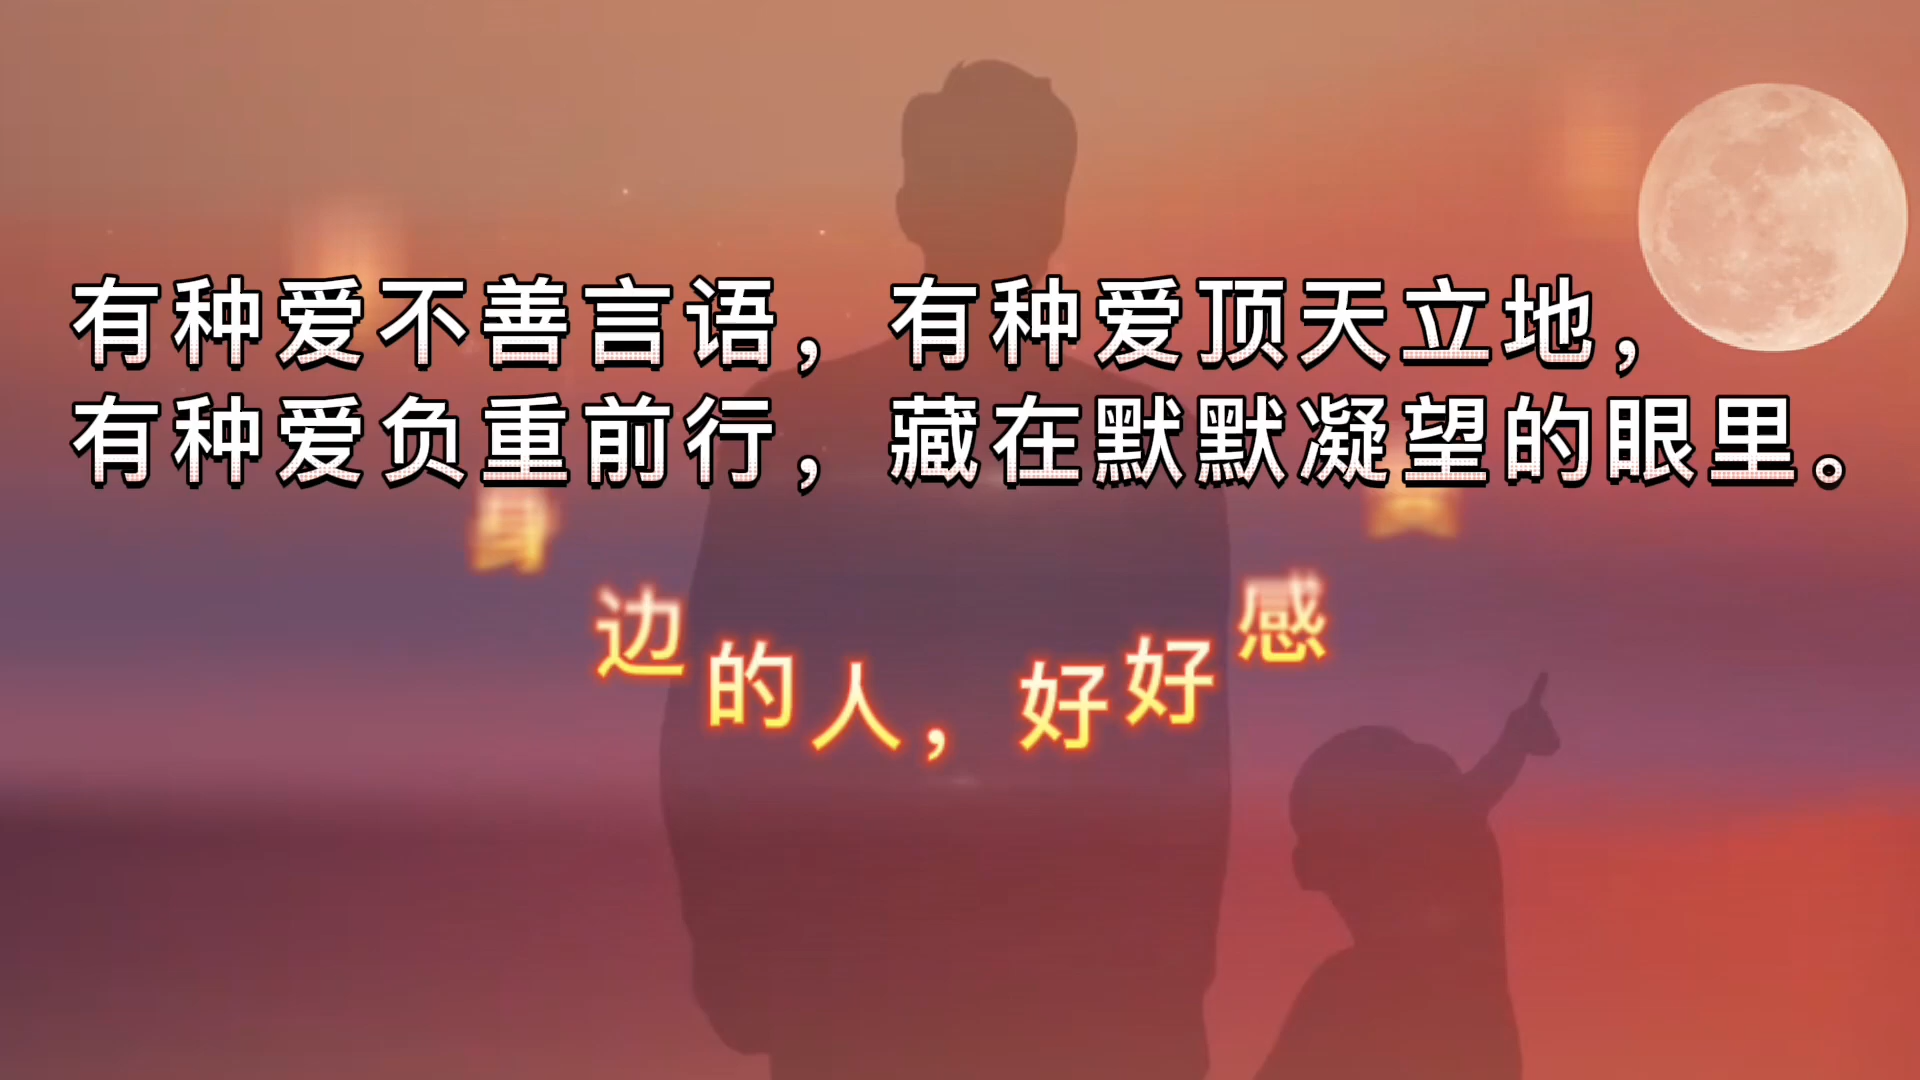 有种爱不善言语，有种爱顶天立地，
有种爱负重前行，藏在默默凝望的眼里。
身边的人，好好感